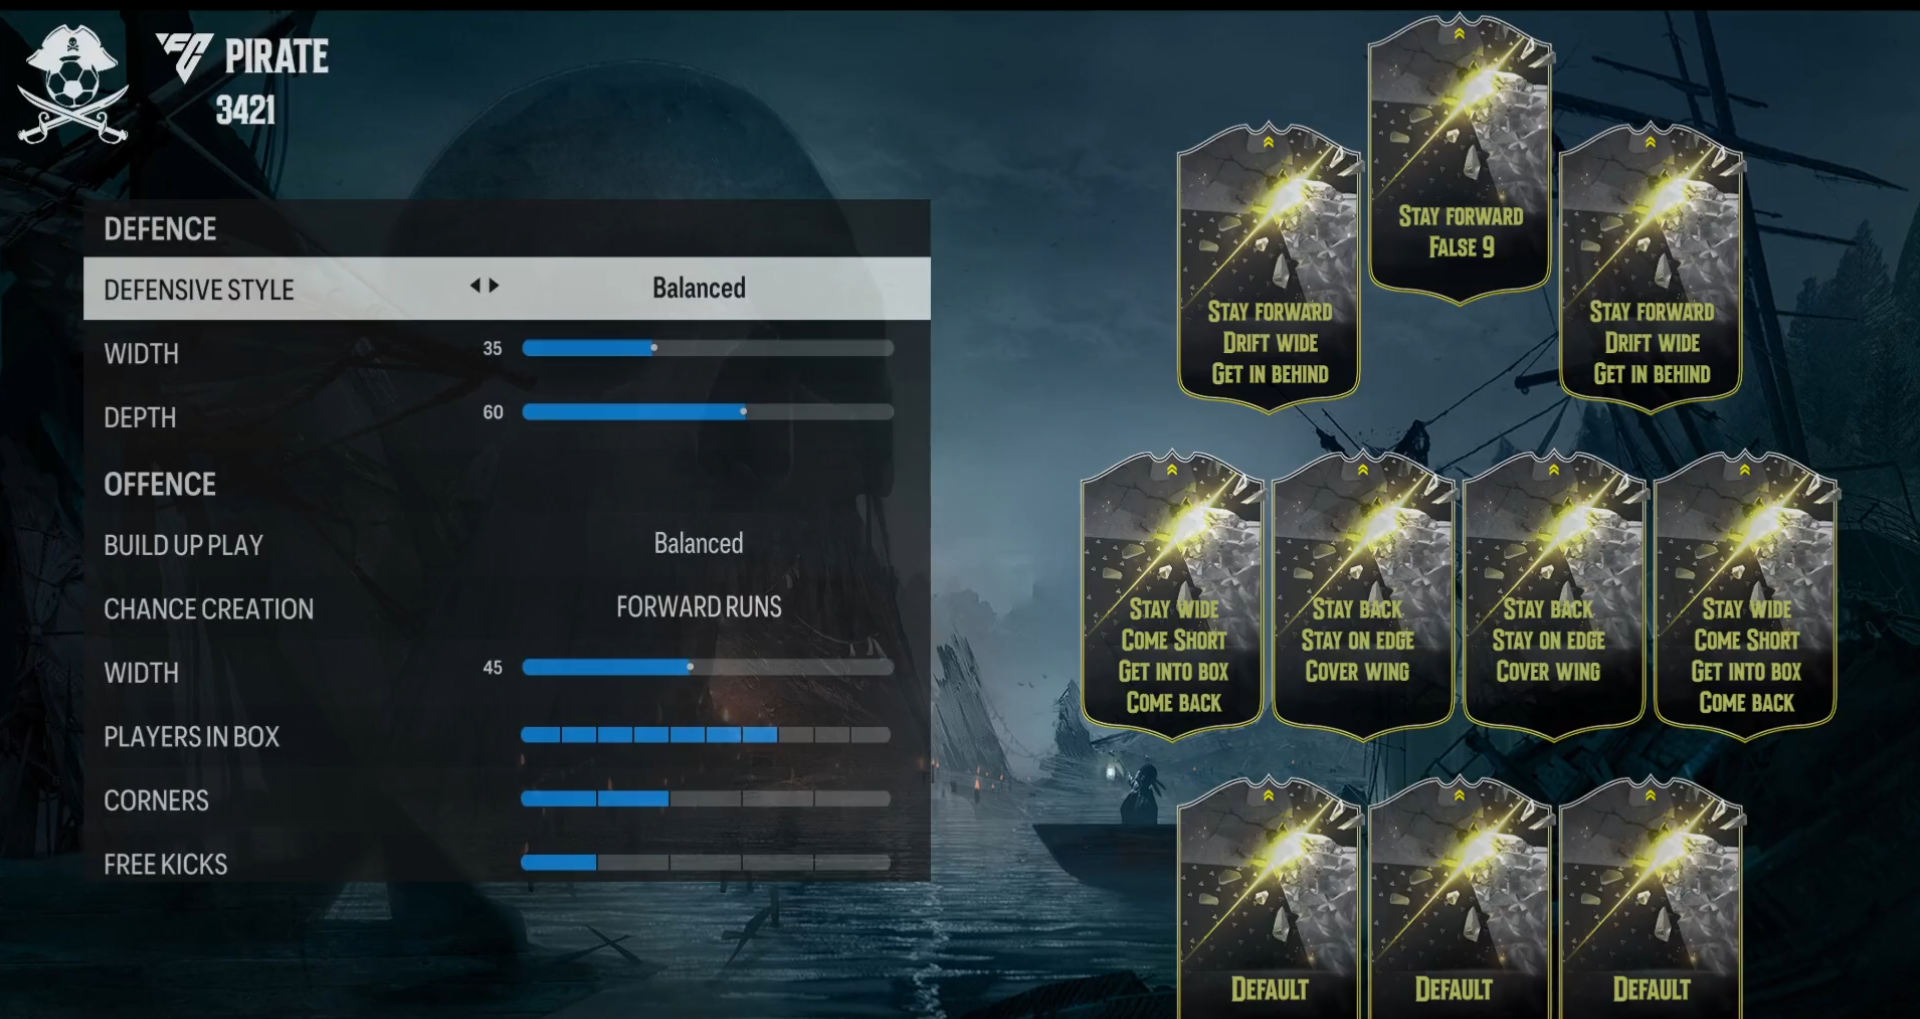 FC PIRATE
3421
DEFENCE
DEFENSIVE STYLE Balanced
WIDTH 35
DEPTH 60
OFFENCE
BUILD UP PLAY Balanced
CHANCE CREATION FORWARD RUNS
WIDTH 45
PLAYERS IN BOX
CORNERS
FREE KICKS
STAY FORWARD
FALSE 9
STAY FORWARD
DRIFT WIDE
GET IN BEHIND
STAY FORWARD
DRIFT WIDE
GET IN BEHIND
STAY WIDE
COME SHORT
GET INTO BOX
COME BACK
STAY BACK
STAY ON EDGE
COVER WING
STAY BACK
STAY ON EDGE
COVER WING
STAY WIDE
COME SHORT
GET INTO BOX
COME BACK
DEFAULT
DEFAULT
DEFAULT